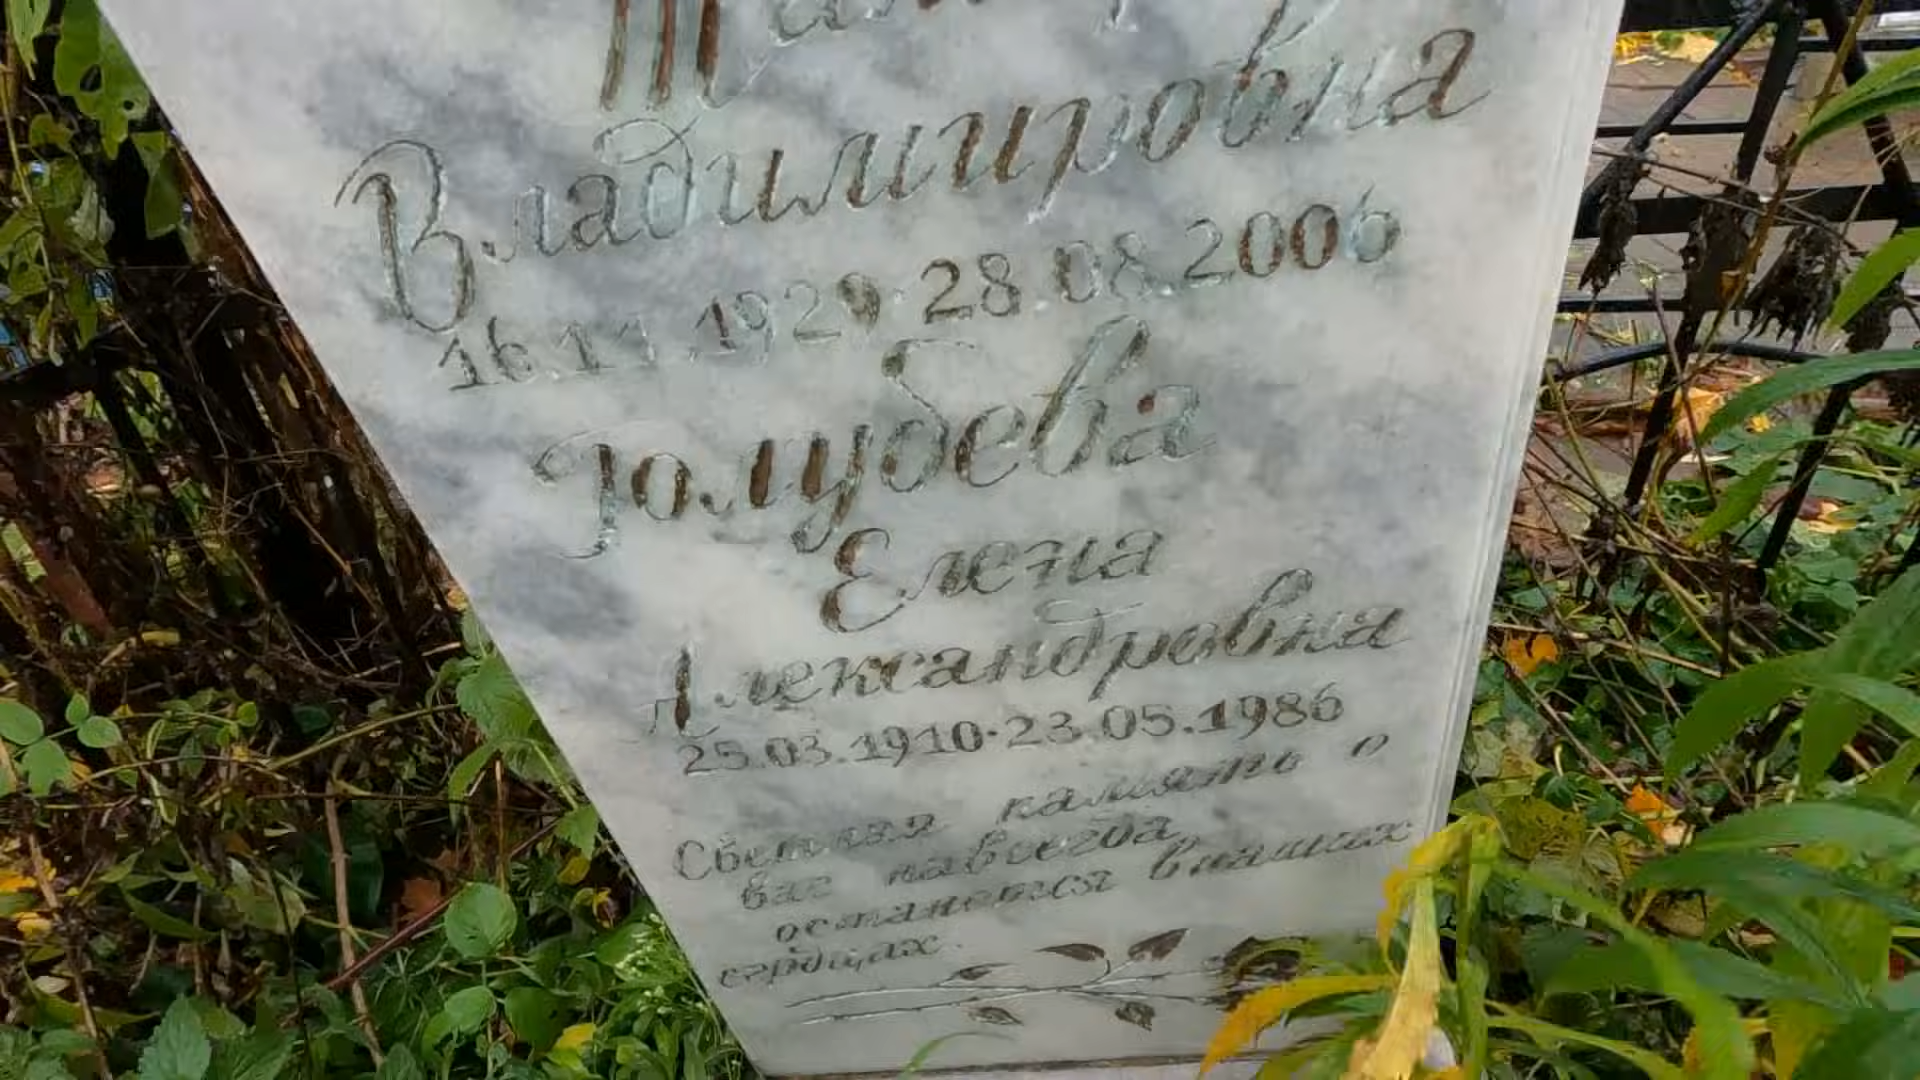 Владимировна
16.11.1929 · 28.08.2006
Голубева
Елена
Александровна
25.03.1910 · 23.05.1986
Светлая память о
вас навсегда
останется в наших
сердцах.